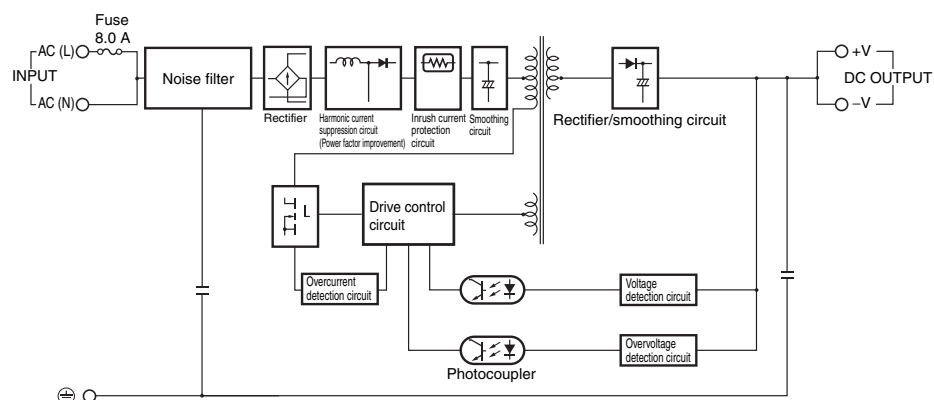 Fuse
8.0 A
AC (L)
INPUT
AC (N)
Noise filter
Rectifier
Harmonic current
suppression circuit
(Power factor improvement)
Inrush current
protection
circuit
Smoothing
circuit
Rectifier/smoothing circuit
+V
DC OUTPUT
−V
Drive control
circuit
Overcurrent
detection circuit
Voltage
detection circuit
Overvoltage
detection circuit
Photocoupler